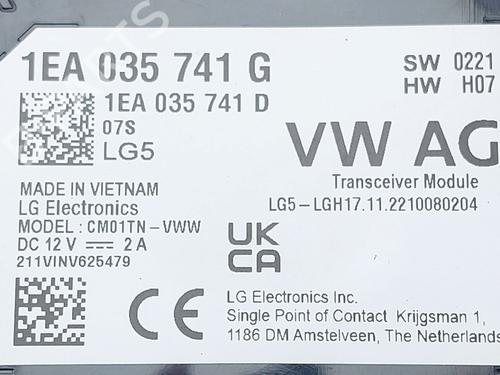 1EA 035 741 G
SW 0221
HW H07
1EA 035 741 D
07S
LG5
VW AG
Transceiver Module
MADE IN VIETNAM
LG Electronics
LG5-LGH17.11.2210080204
MODEL : CM01TN-VWW
DC 12 V ⎓ 2 A
211VINV625479
UK
CA
CE
LG Electronics Inc.
Single Point of Contact Krijgsman 1,
1186 DM Amstelveen, The Netherlands